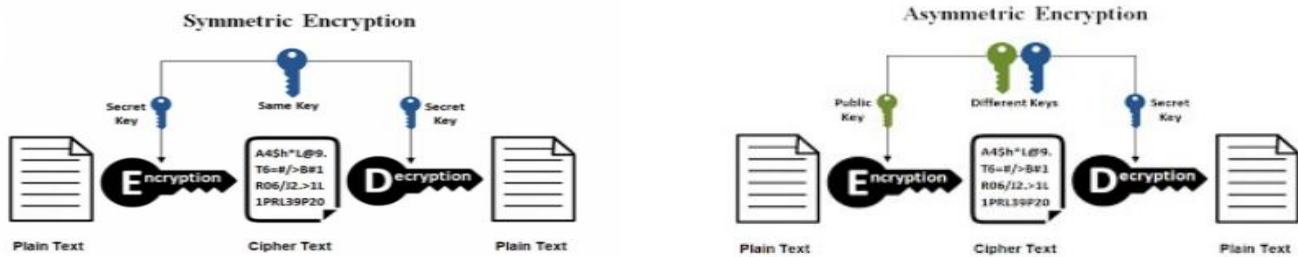 Symmetric Encryption
Secret
Key
Same Key
Secret
Key
Encryption
A4$h*L@9.
T6=#/>B#1
R06/J2.>1L
1PRL39P20
Decryption
Plain Text
Cipher Text
Plain Text
Asymmetric Encryption
Public
Key
Different Keys
Secret
Key
Encryption
A4$h*L@9.
T6=#/>B#1
R06/J2.>1L
1PRL39P20
Decryption
Plain Text
Cipher Text
Plain Text